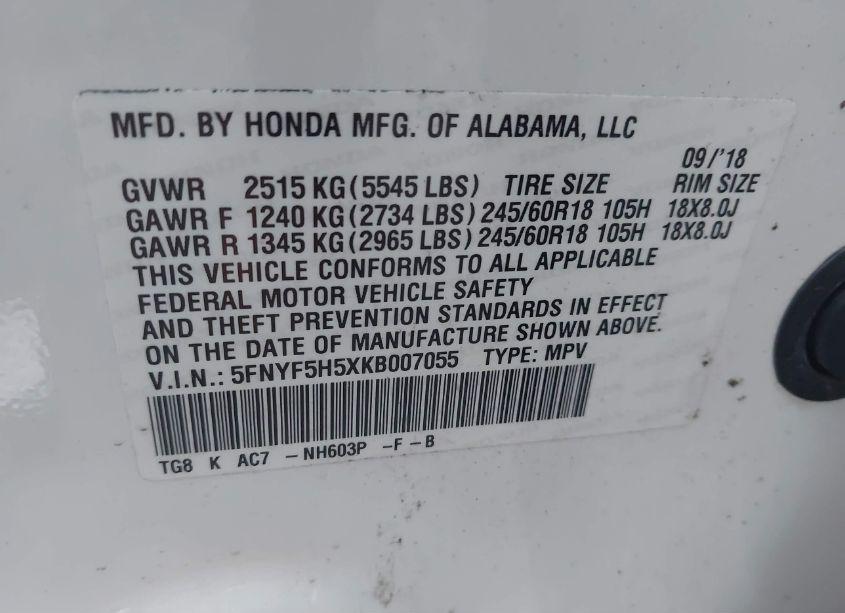 MFD. BY HONDA MFG. OF ALABAMA, LLC
09/'18
GVWR 2515 KG (5545 LBS) TIRE SIZE RIM SIZE
GAWR F 1240 KG (2734 LBS) 245/60R18 105H 18X8.0J
GAWR R 1345 KG (2965 LBS) 245/60R18 105H 18X8.0J
THIS VEHICLE CONFORMS TO ALL APPLICABLE
FEDERAL MOTOR VEHICLE SAFETY
AND THEFT PREVENTION STANDARDS IN EFFECT
ON THE DATE OF MANUFACTURE SHOWN ABOVE.
V.I.N.: 5FNYF5H5XKB007055 TYPE: MPV
TG8 K AC7 -NH603P -F-B